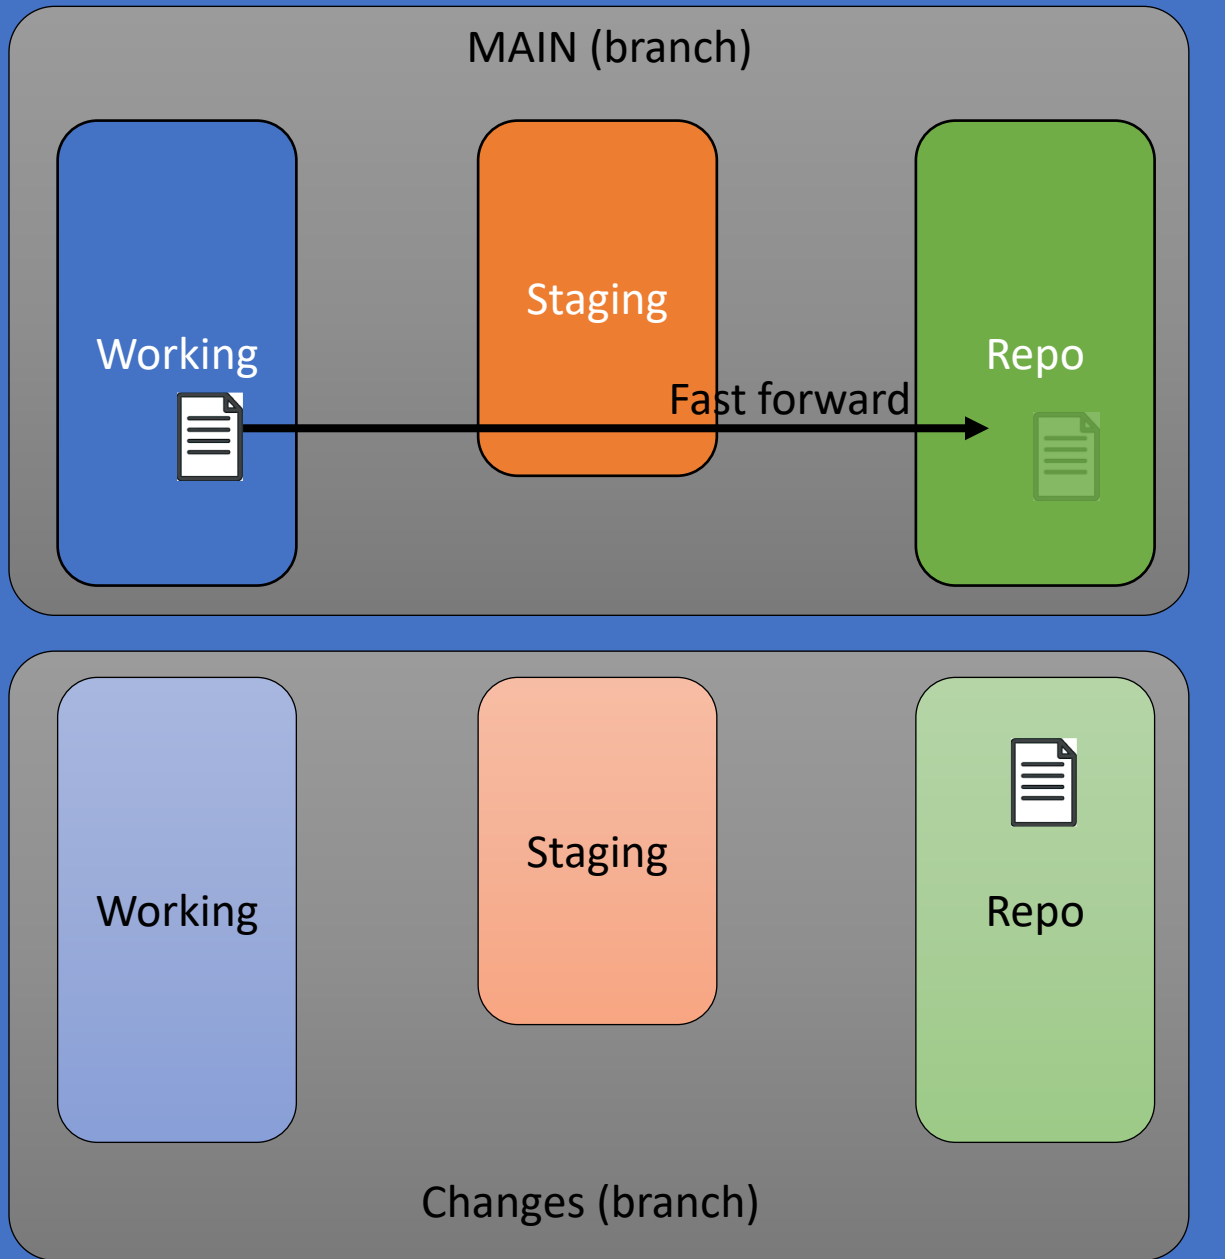 MAIN (branch)
Staging
Working
Repo
Fast forward
Staging
Working
Repo
Changes (branch)